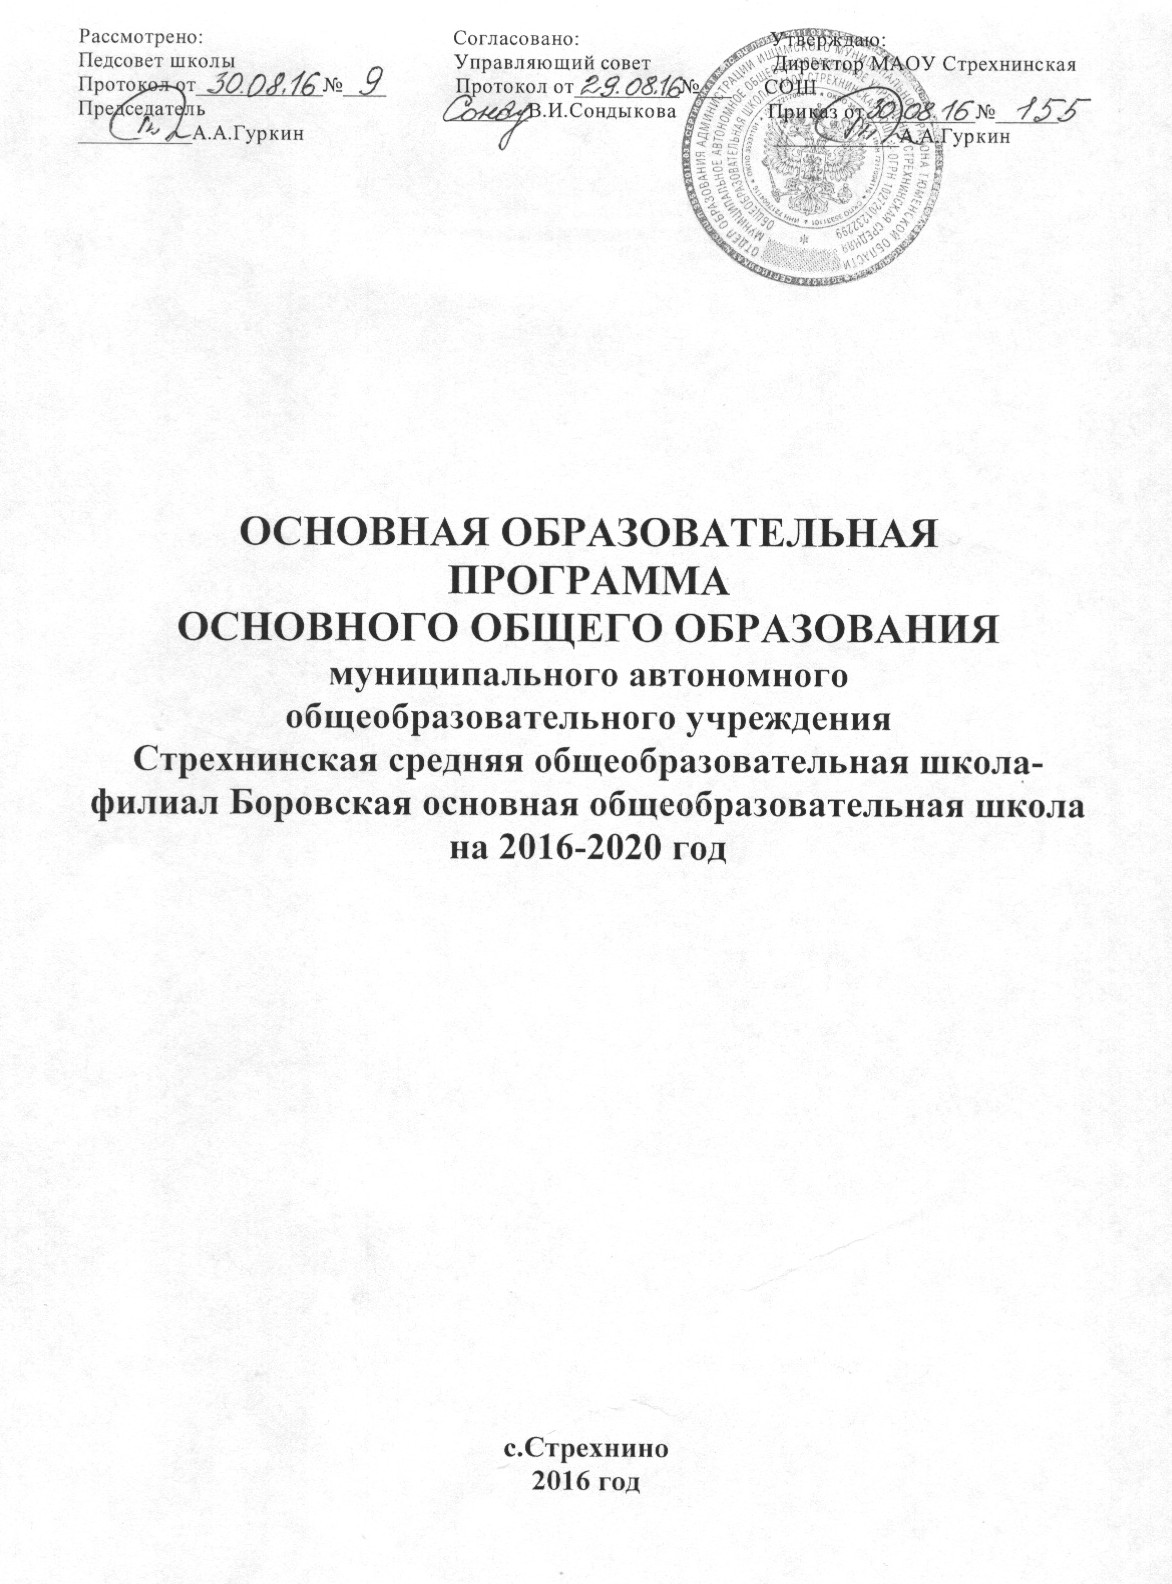 Рассмотрено:
Педсовет школы
Протокол от 30.08.16 № 9
Председатель
А.А.Гуркин
Согласовано:
Управляющий совет
Протокол от 29.08.16 №
В.И.Сондыкова
Утверждаю:
Директор МАОУ Стрехнинская
СОШ
Приказ от 30.08.16 № 155
А.А.Гуркин
ОСНОВНАЯ ОБРАЗОВАТЕЛЬНАЯ
ПРОГРАММА
ОСНОВНОГО ОБЩЕГО ОБРАЗОВАНИЯ
муниципального автономного
общеобразовательного учреждения
Стрехнинская средняя общеобразовательная школа-
филиал Боровская основная общеобразовательная школа
на 2016-2020 год
с.Стрехнино
2016 год